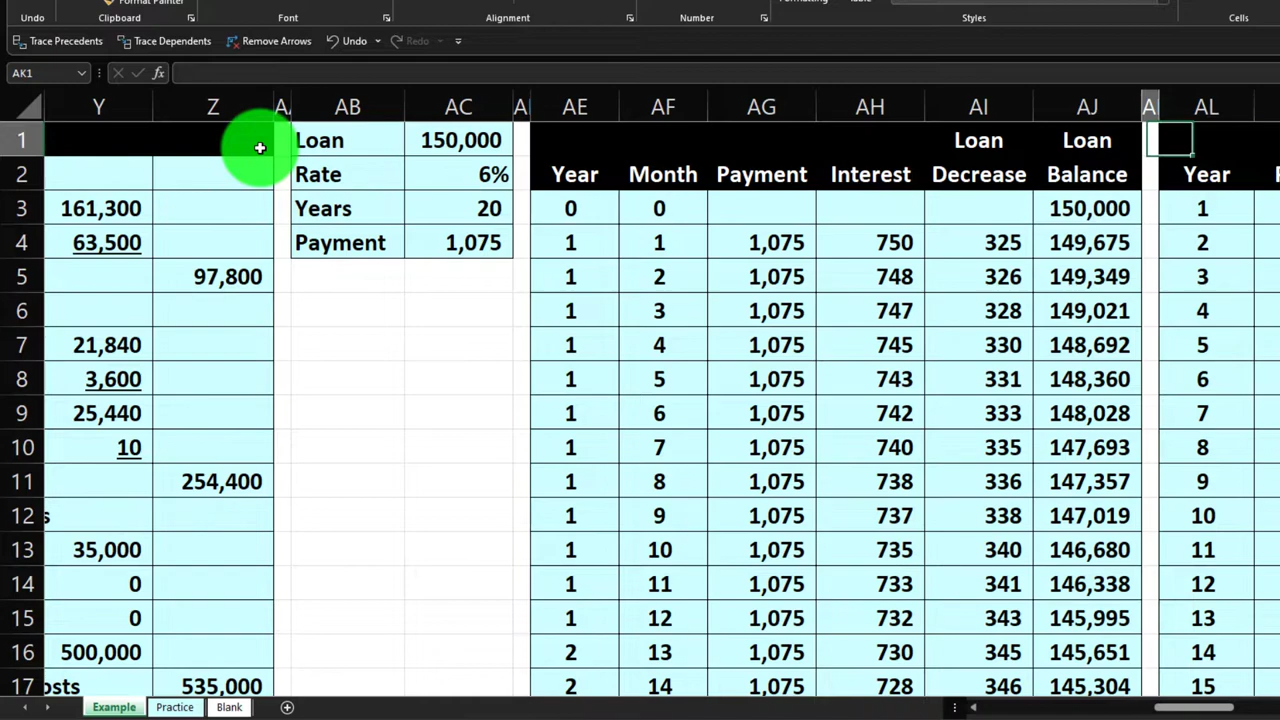 Format Painter
Undo Clipboard Font Alignment Number Styles Cells
Trace Precedents Trace Dependents Remove Arrows Undo Redo
AK1 fx
Y Z AB AC AE AF AG AH AI AJ A AL
1 Loan 150,000 Loan Loan
2 Rate 6% Year Month Payment Interest Decrease Balance Year
3 161,300 Years 20 0 0 150,000 1
4 63,500 Payment 1,075 1 1 1,075 750 325 149,675 2
5 97,800 1 2 1,075 748 326 149,349 3
6 1 3 1,075 747 328 149,021 4
7 21,840 1 4 1,075 745 330 148,692 5
8 3,600 1 5 1,075 743 331 148,360 6
9 25,440 1 6 1,075 742 333 148,028 7
10 10 1 7 1,075 740 335 147,693 8
11 254,400 1 8 1,075 738 336 147,357 9
12 s 1 9 1,075 737 338 147,019 10
13 35,000 1 10 1,075 735 340 146,680 11
14 0 1 11 1,075 733 341 146,338 12
15 0 1 12 1,075 732 343 145,995 13
16 500,000 2 13 1,075 730 345 145,651 14
17 osts 535,000 2 14 1,075 728 346 145,304 15
Example Practice Blank